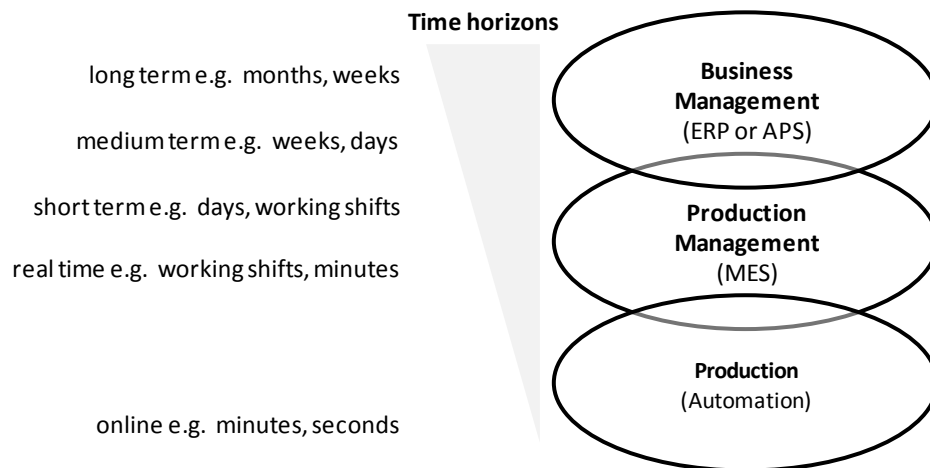 Time horizons
long term e.g. months, weeks
medium term e.g. weeks, days
short term e.g. days, working shifts
real time e.g. working shifts, minutes
online e.g. minutes, seconds
Business
Management
(ERP or APS)
Production
Management
(MES)
Production
(Automation)